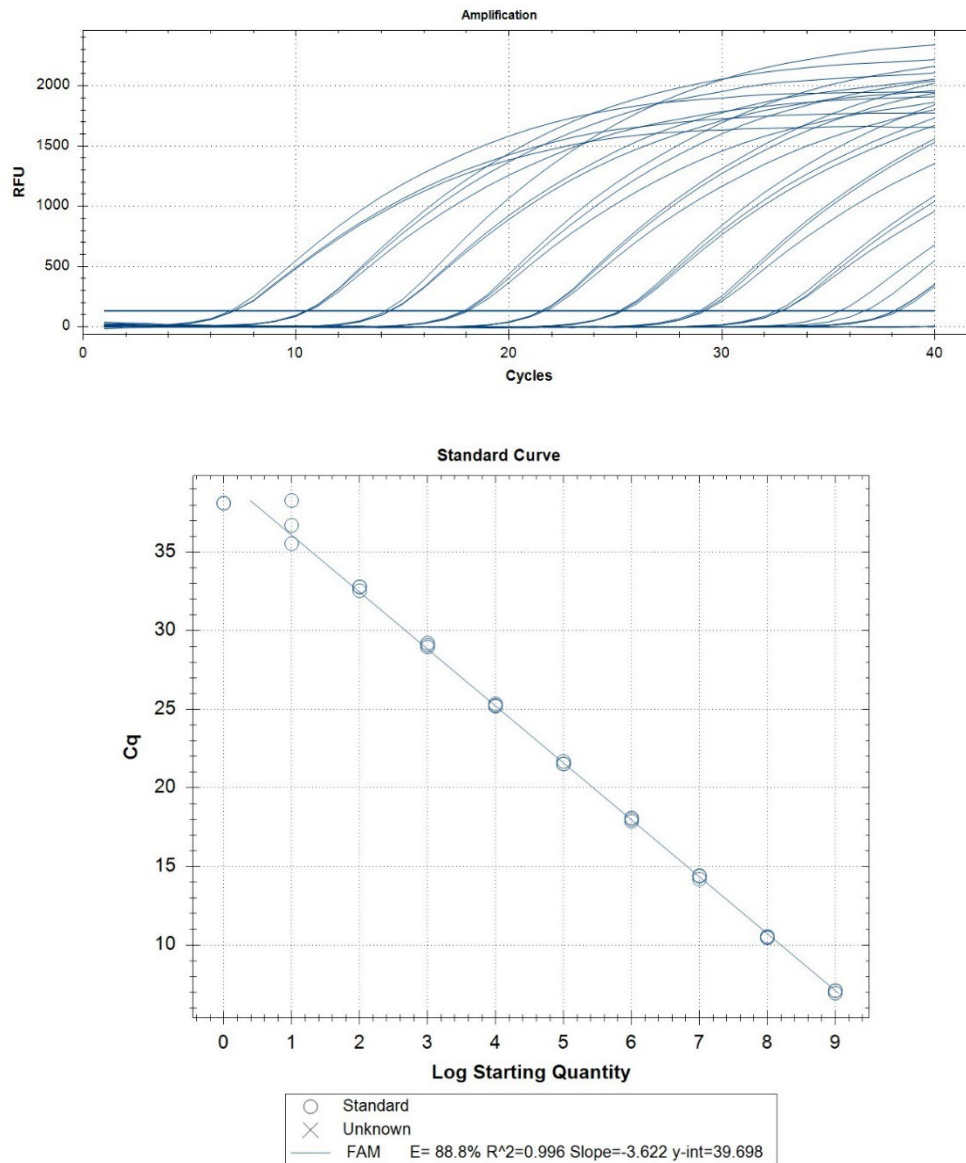 Amplification
2000
1500
1000
500
0
RFU
0 10 20 30 40
Cycles
Standard Curve
35
30
25
20
15
10
Cq
0 1 2 3 4 5 6 7 8 9
Log Starting Quantity
Standard
Unknown
FAM E= 88.8% R^2=0.996 Slope=-3.622 y-int=39.698